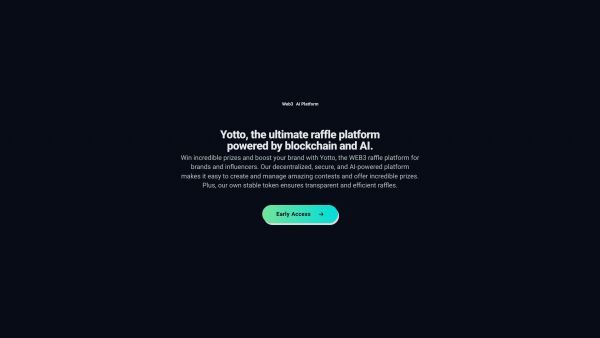 Web3 Ai Platform
Yotto, the ultimate raffle platform
powered by blockchain and AI.
Win incredible prizes and boost your brand with Yotto, the WEB3 raffle platform for
brands and influencers. Our decentralized, secure, and AI-powered platform
makes it easy to create and manage amazing contests and offer incredible prizes.
Plus, our own stable token ensures transparent and efficient raffles.
Early Access →